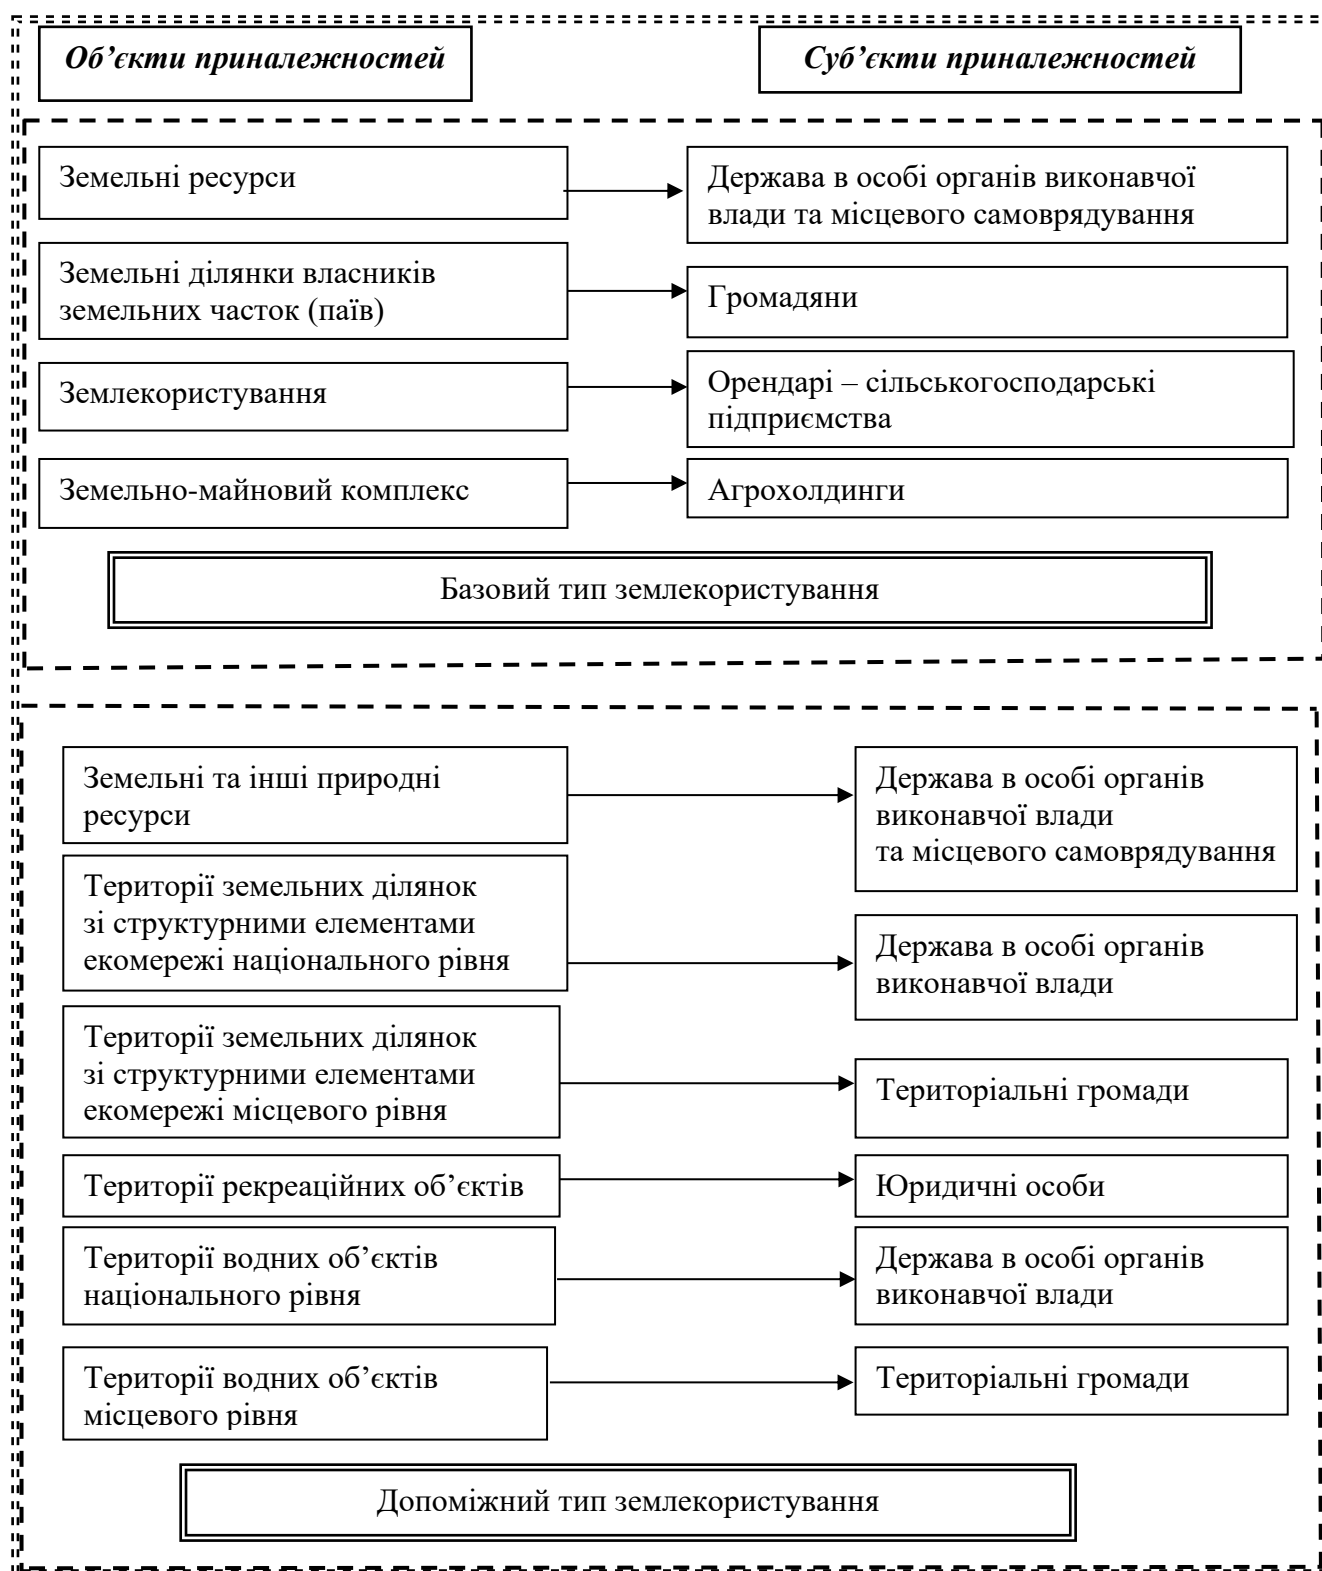 Об’єкти приналежностей
Суб’єкти приналежностей
Земельні ресурси
Держава в особі органів виконавчої
влади та місцевого самоврядування
Земельні ділянки власників
земельних часток (паїв)
Громадяни
Землекористування
Орендарі – сільськогосподарські
підприємства
Земельно-майновий комплекс
Агрохолдинги
Базовий тип землекористування
Земельні та інші природні
ресурси
Держава в особі органів
виконавчої влади
та місцевого самоврядування
Території земельних ділянок
зі структурними елементами
екомережі національного рівня
Держава в особі органів
виконавчої влади
Території земельних ділянок
зі структурними елементами
екомережі місцевого рівня
Територіальні громади
Території рекреаційних об’єктів
Юридичні особи
Території водних об’єктів
національного рівня
Держава в особі органів
виконавчої влади
Території водних об’єктів
місцевого рівня
Територіальні громади
Допоміжний тип землекористування